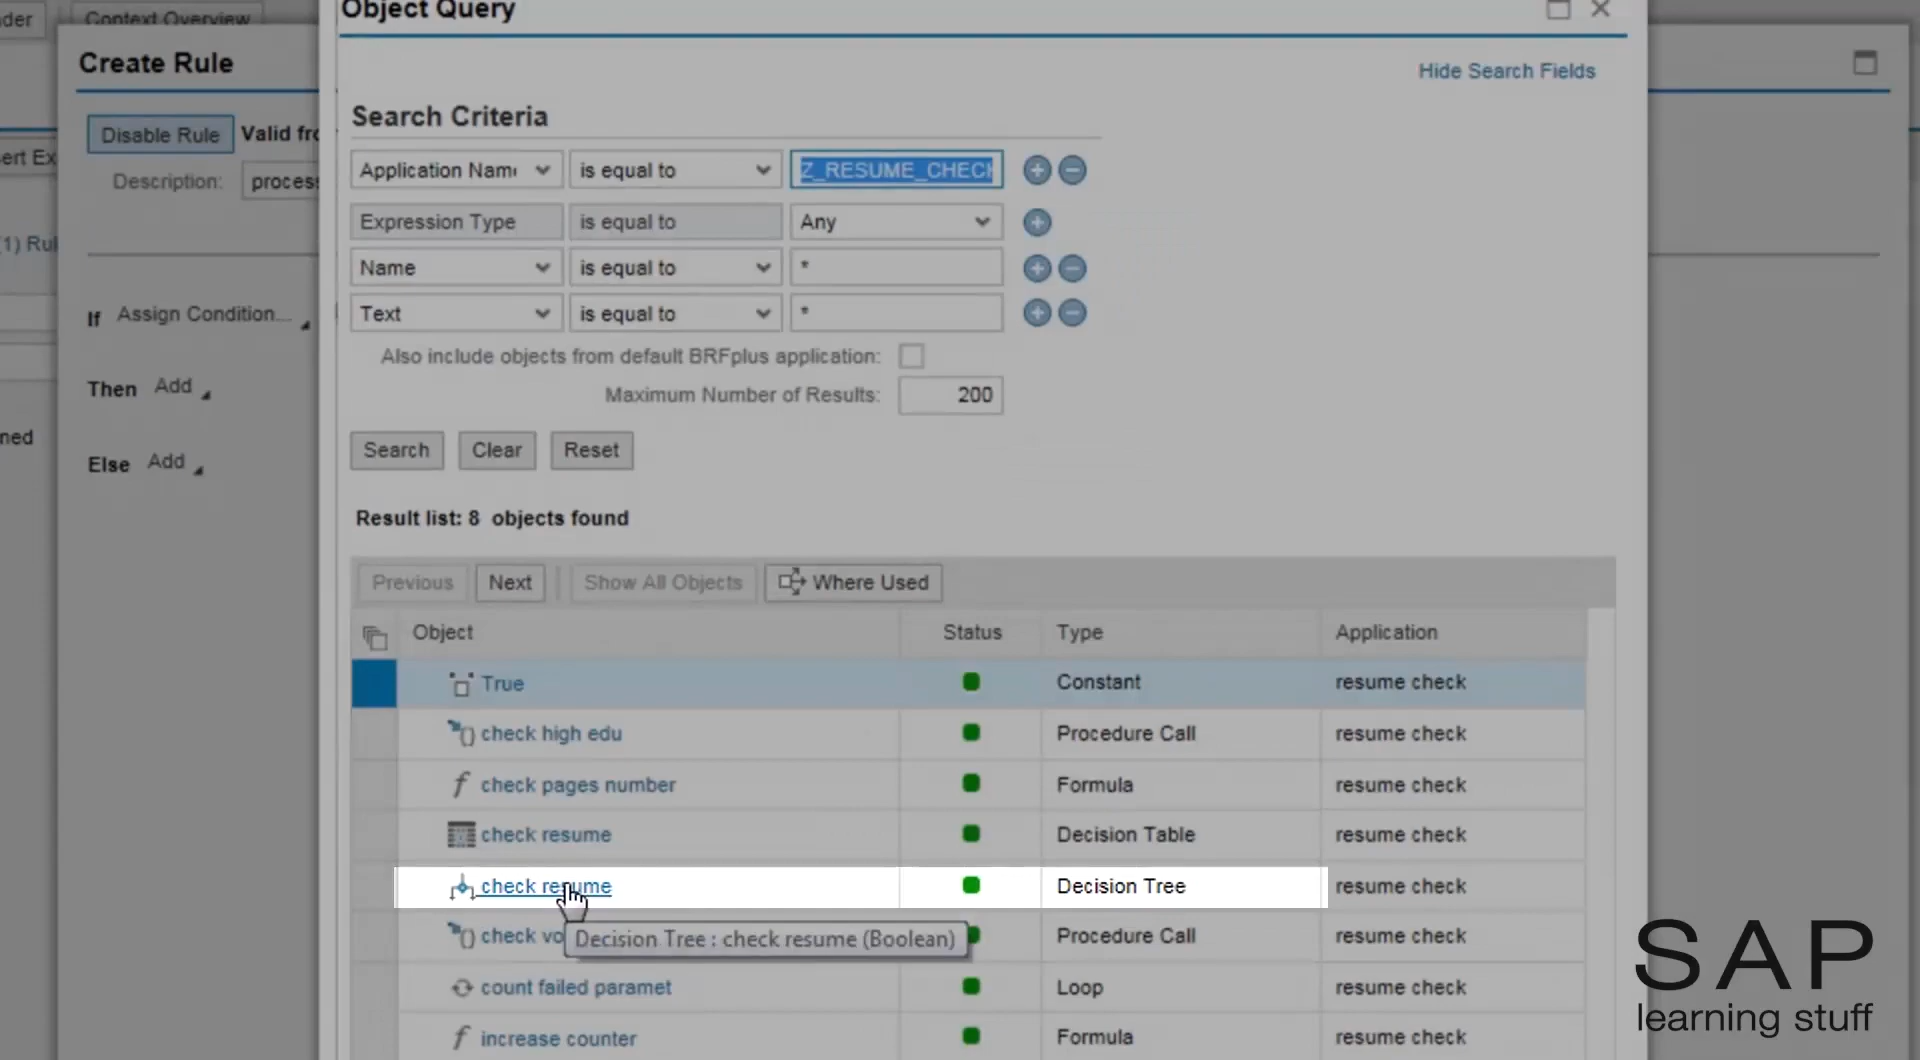 der
Context Overview
Object Query
Create Rule
Hide Search Fields
Search Criteria
Disable Rule
Valid fro
ert Ex
Application Name
is equal to
Z_RESUME_CHECK
Description:
process
Expression Type
is equal to
Any
(1) Rul
Name
is equal to
*
If
Assign Condition...
Text
is equal to
*
Also include objects from default BRFplus application:
Then
Add
Maximum Number of Results:
200
ned
Else
Add
Search
Clear
Reset
Result list: 8 objects found
Previous
Next
Show All Objects
Where Used
Object
Status
Type
Application
True
Constant
resume check
check high edu
Procedure Call
resume check
check pages number
Formula
resume check
check resume
Decision Table
resume check
check resume
Decision Tree
resume check
check vo
Decision Tree : check resume (Boolean)
Procedure Call
resume check
count failed paramet
Loop
resume check
increase counter
Formula
resume check
SAP
learning stuff